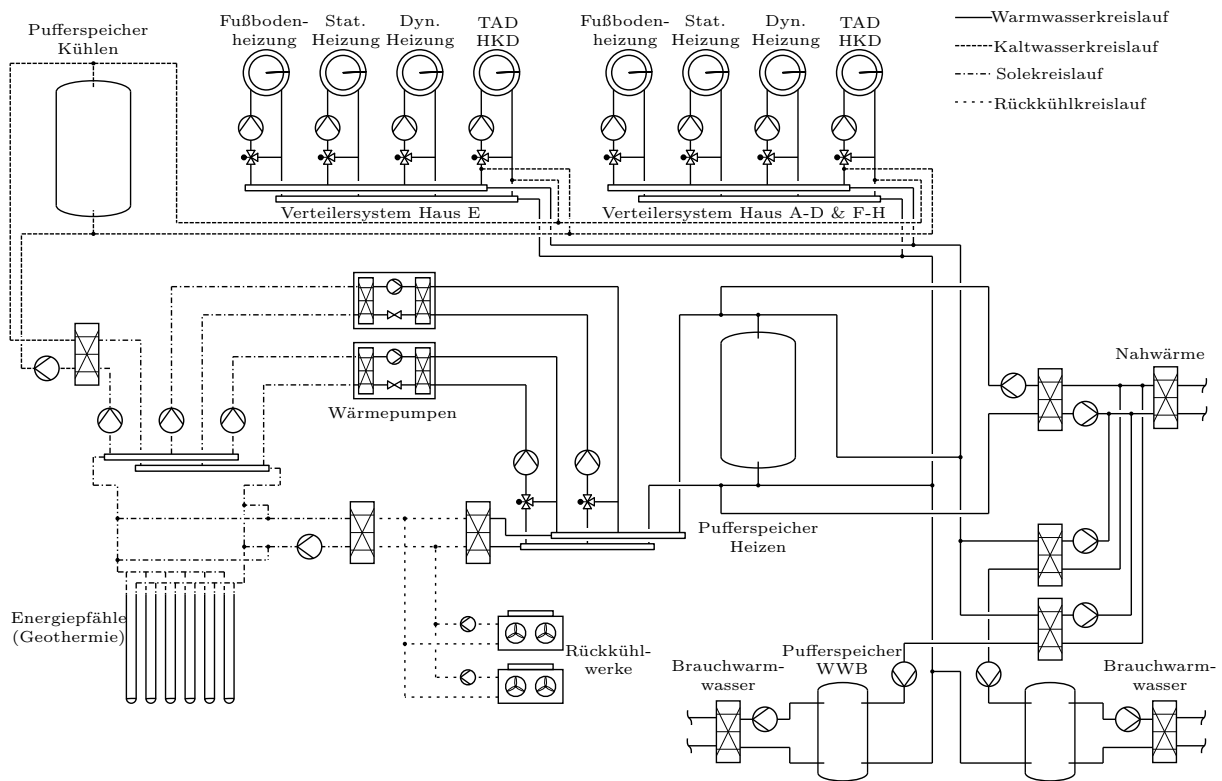 Pufferspeicher
Kühlen
Fußboden-
heizung
Stat.
Heizung
Dyn.
Heizung
TAD
HKD
Fußboden-
heizung
Stat.
Heizung
Dyn.
Heizung
TAD
HKD
Warmwasserkreislauf
Kaltwasserkreislauf
Solekreislauf
Rückkühlkreislauf
Verteilersystem Haus E
Verteilersystem Haus A-D & F-H
Wärmepumpen
Nahwärme
Pufferspeicher
Heizen
Energiepfähle
(Geothermie)
Rückkühl-
werke
Brauchwarm-
wasser
Pufferspeicher
WWB
Brauchwarm-
wasser